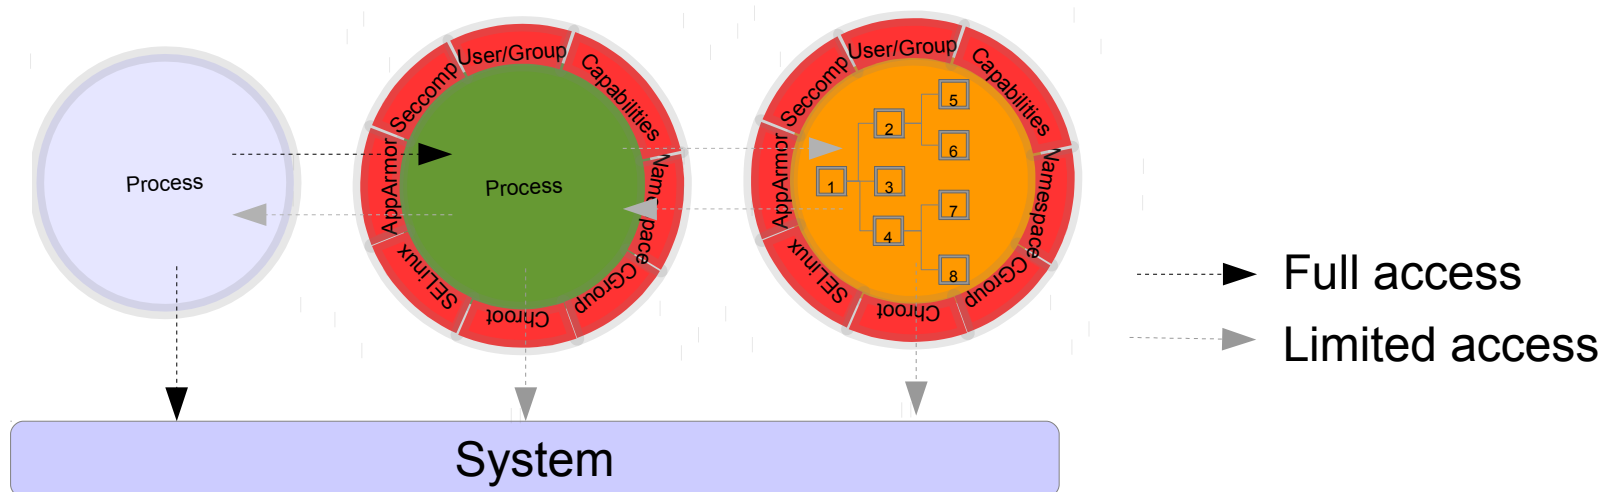 Process
User/Group
Capabilities
Namespace
CGroup
Chroot
SELinux
AppArmor
Seccomp
Process
User/Group
Capabilities
Namespace
CGroup
Chroot
SELinux
AppArmor
Seccomp
1
2
3
4
5
6
7
8
Full access
Limited access
System